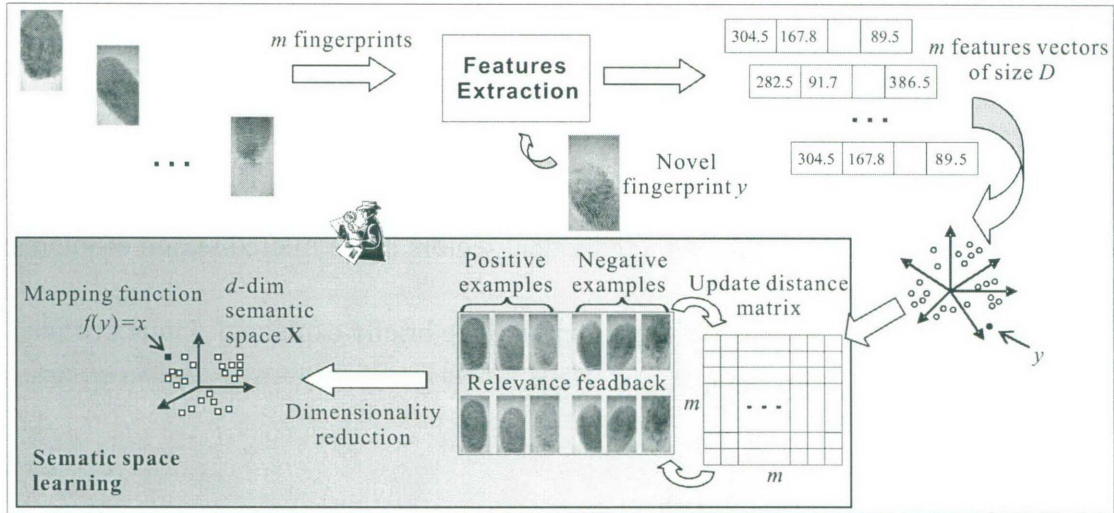 m fingerprints
Features
Extraction
304.5 167.8 89.5
282.5 91.7 386.5
...
304.5 167.8 89.5
m features vectors
of size D
...
Novel
fingerprint y
y
Positive
examples
Negative
examples
Update distance
matrix
Mapping function
f(y)=x
d-dim
semantic
space X
Relevance feadback
m
...
m
Dimensionality
reduction
Sematic space
learning